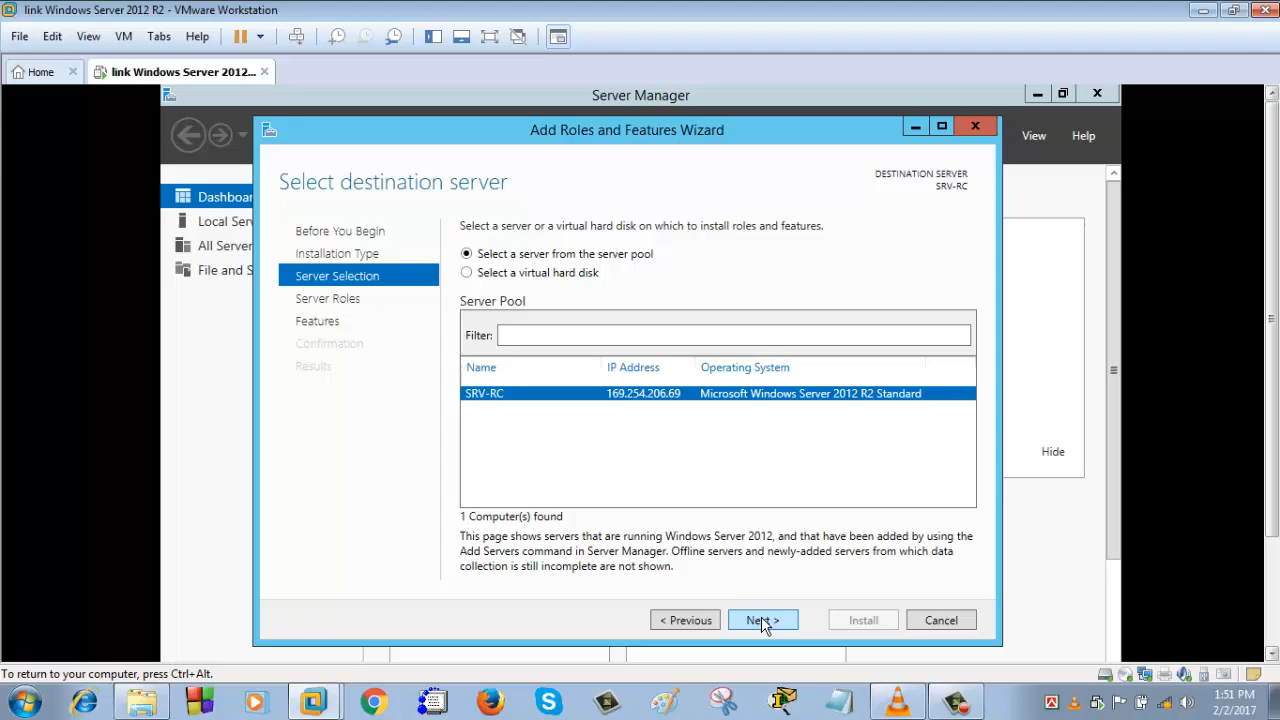 link Windows Server 2012 R2 - VMware Workstation
File Edit View VM Tabs Help
Home
link Windows Server 2012...
Server Manager
View Help
Add Roles and Features Wizard
Select destination server
DESTINATION SERVER
SRV-RC
Dashboar
Local Serv
All Server
File and S
Before You Begin
Installation Type
Server Selection
Server Roles
Features
Confirmation
Results
Select a server or a virtual hard disk on which to install roles and features.
Select a server from the server pool
Select a virtual hard disk
Server Pool
Filter:
Name IP Address Operating System
SRV-RC 169.254.206.69 Microsoft Windows Server 2012 R2 Standard
1 Computer(s) found
This page shows servers that are running Windows Server 2012, and that have been added by using the
Add Servers command in Server Manager. Offline servers and newly-added servers from which data
collection is still incomplete are not shown.
Hide
< Previous Next > Install Cancel
To return to your computer, press Ctrl+Alt.
1:51 PM
2/2/2017